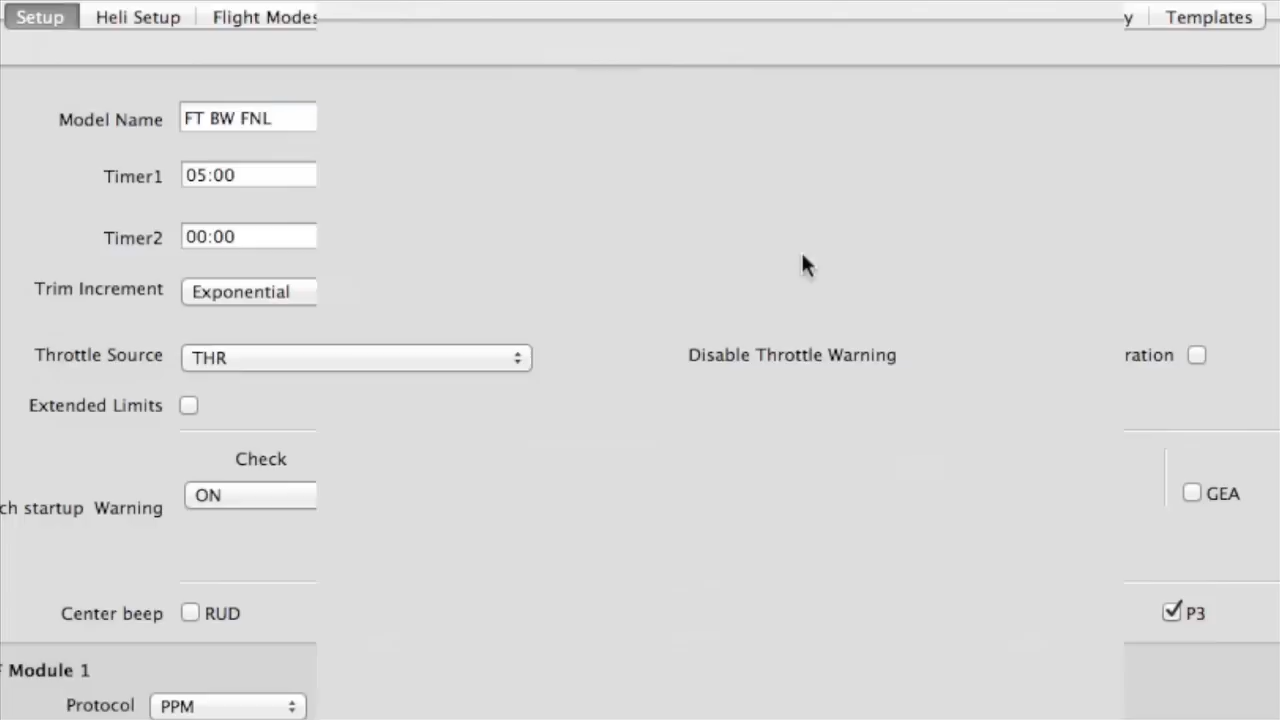 Setup Heli Setup Flight Modes y Templates
Model Name FT BW FNL
Timer1 05:00
Timer2 00:00
Trim Increment Exponential
Throttle Source THR Disable Throttle Warning ration
Extended Limits
Check
ch startup Warning ON GEA
Center beep RUD P3
F Module 1
Protocol PPM